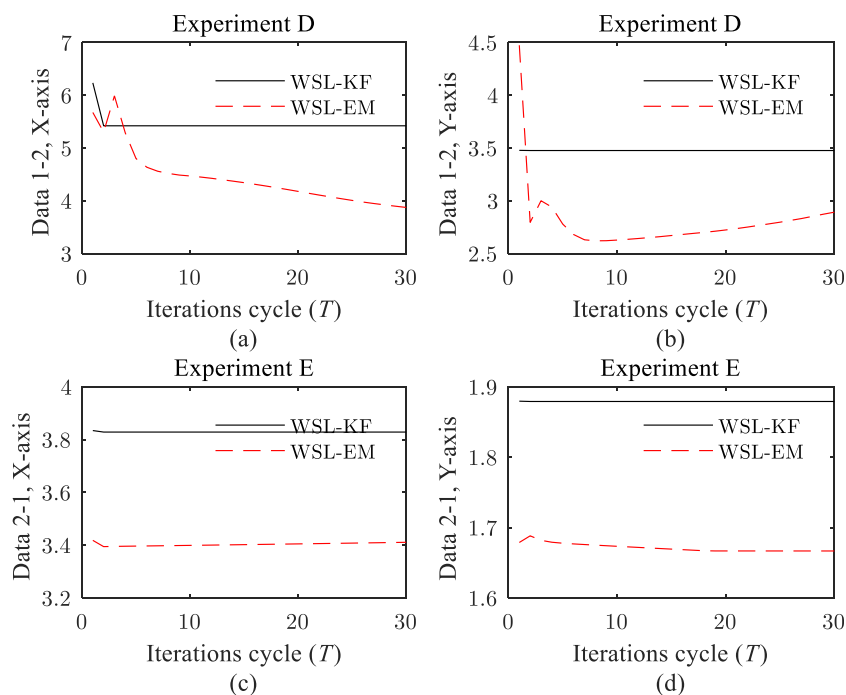 Experiment D
7
6
5
4
3
0
10
20
30
Data 1-2, X-axis
WSL-KF
WSL-EM
Iterations cycle (T)
(a)
Experiment D
4.5
4
3.5
3
2.5
0
10
20
30
Data 1-2, Y-axis
WSL-KF
WSL-EM
Iterations cycle (T)
(b)
Experiment E
4
3.8
3.6
3.4
3.2
0
10
20
30
Data 2-1, X-axis
WSL-KF
WSL-EM
Iterations cycle (T)
(c)
Experiment E
1.9
1.8
1.7
1.6
0
10
20
30
Data 2-1, Y-axis
WSL-KF
WSL-EM
Iterations cycle (T)
(d)